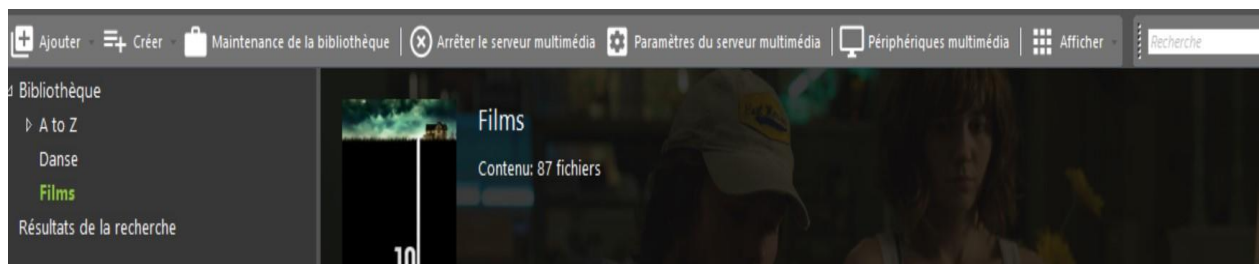 Ajouter Créer Maintenance de la bibliothèque Arrêter le serveur multimédia Paramètres du serveur multimédia Périphériques multimédia Afficher Recherche
Bibliothèque
A to Z
Danse
Films
Résultats de la recherche
Films
Contenu: 87 fichiers
10